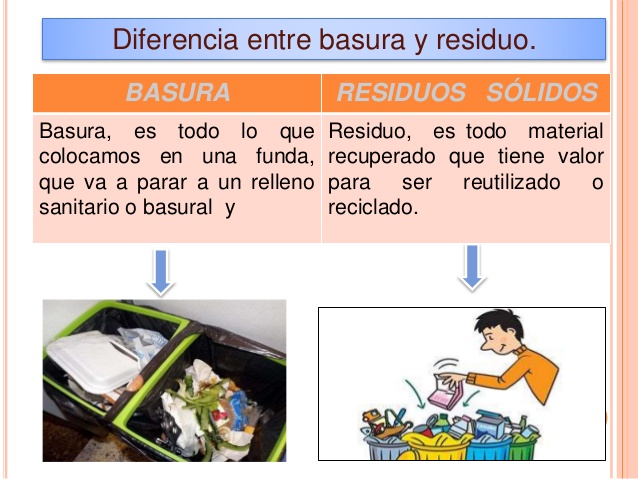 Diferencia entre basura y residuo.
BASURA
RESIDUOS SÓLIDOS
Basura, es todo lo que
colocamos en una funda,
que va a parar a un relleno
sanitario o basural y
Residuo, es todo material
recuperado que tiene valor
para ser reutilizado o
reciclado.